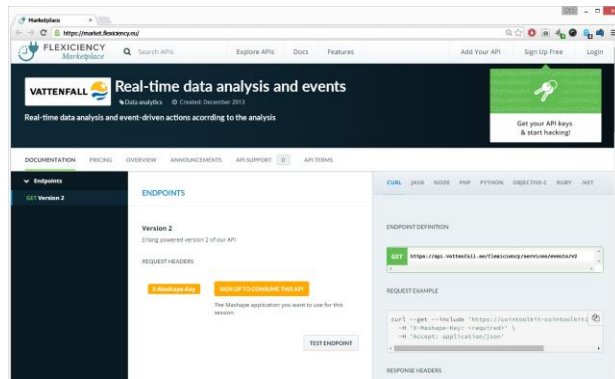 Marketplace
https://market.flexiciency.eu/
FLEXICIENCY
Marketplace
Search APIs
Explore APIs
Docs
Features
Add Your API
Sign Up Free
Login
VATTENFALL
Real-time data analysis and events
Data analytics
Created: December 2013
Real-time data analysis and event-driven actions acorrding to the analysis
Get your API keys
& start hacking!
DOCUMENTATION
PRICING
OVERVIEW
ANNOUNCEMENTS
API SUPPORT 0
API TERMS
Endpoints
GET Version 2
ENDPOINTS
Version 2
Erlang powered version 2 of our API
REQUEST HEADERS
X-Mashape-Key
SIGN UP TO CONSUME THIS API
The Mashape application you want to use for this
session.
TEST ENDPOINT
CURL JAVA NODE PHP PYTHON OBJECTIVE-C RUBY .NET
ENDPOINT DEFINITION
GET https://api.vattenfall.se/flexiciency/services/events/v2
REQUEST EXAMPLE
curl --get --include 'https://cointoolkit-cointoolkit
-H 'X-Mashape-Key: <required>' \
-H 'Accept: application/json'
RESPONSE HEADERS